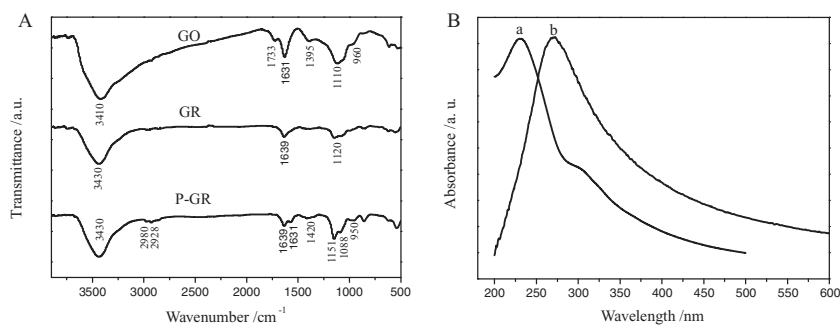 A
GO
1733
1631
1395
1110
960
3410
GR
1639
1120
3430
P-GR
3430
2980
2928
1639
1631
1420
1151
1088
950
Transmittance /a.u.
3500 3000 2500 2000 1500 1000 500
Wavenumber /cm⁻¹
B
a b
Absorbance /a. u.
200 250 300 350 400 450 500 550 600
Wavelength /nm